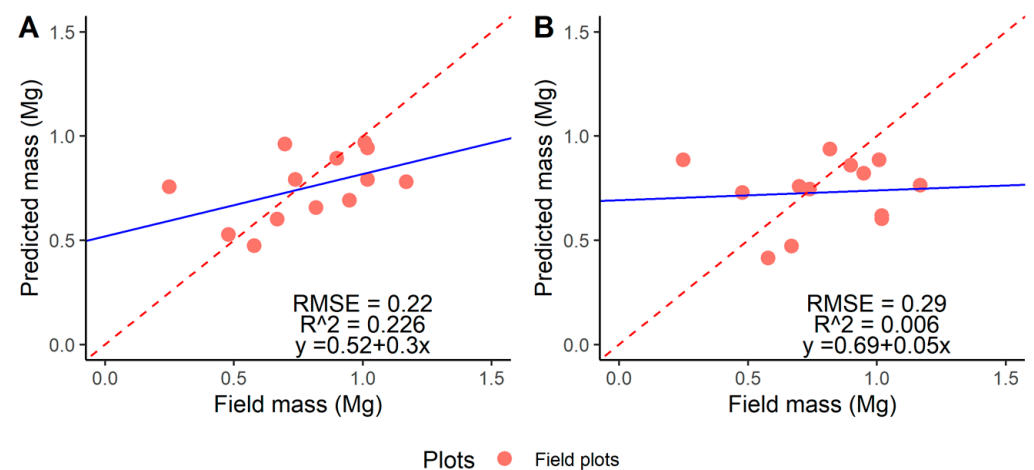 A
Predicted mass (Mg)
1.5
1.0
0.5
0.0
RMSE = 0.22
R^2 = 0.226
y =0.52+0.3x
0.0 0.5 1.0 1.5
Field mass (Mg)
B
Predicted mass (Mg)
1.5
1.0
0.5
0.0
RMSE = 0.29
R^2 = 0.006
y =0.69+0.05x
0.0 0.5 1.0 1.5
Field mass (Mg)
Plots Field plots